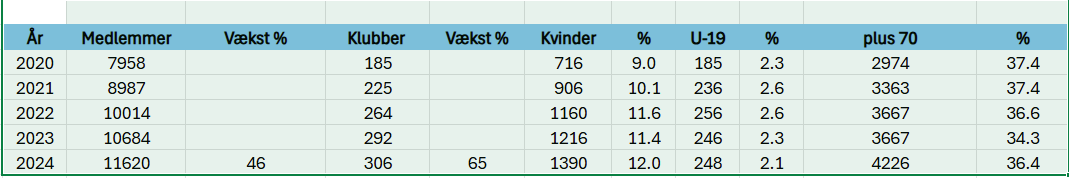 År Medlemmer Vækst % Klubber Vækst % Kvinder % U-19 % plus 70 %
2020 7958 185 716 9.0 185 2.3 2974 37.4
2021 8987 225 906 10.1 236 2.6 3363 37.4
2022 10014 264 1160 11.6 256 2.6 3667 36.6
2023 10684 292 1216 11.4 246 2.3 3667 34.3
2024 11620 46 306 65 1390 12.0 248 2.1 4226 36.4